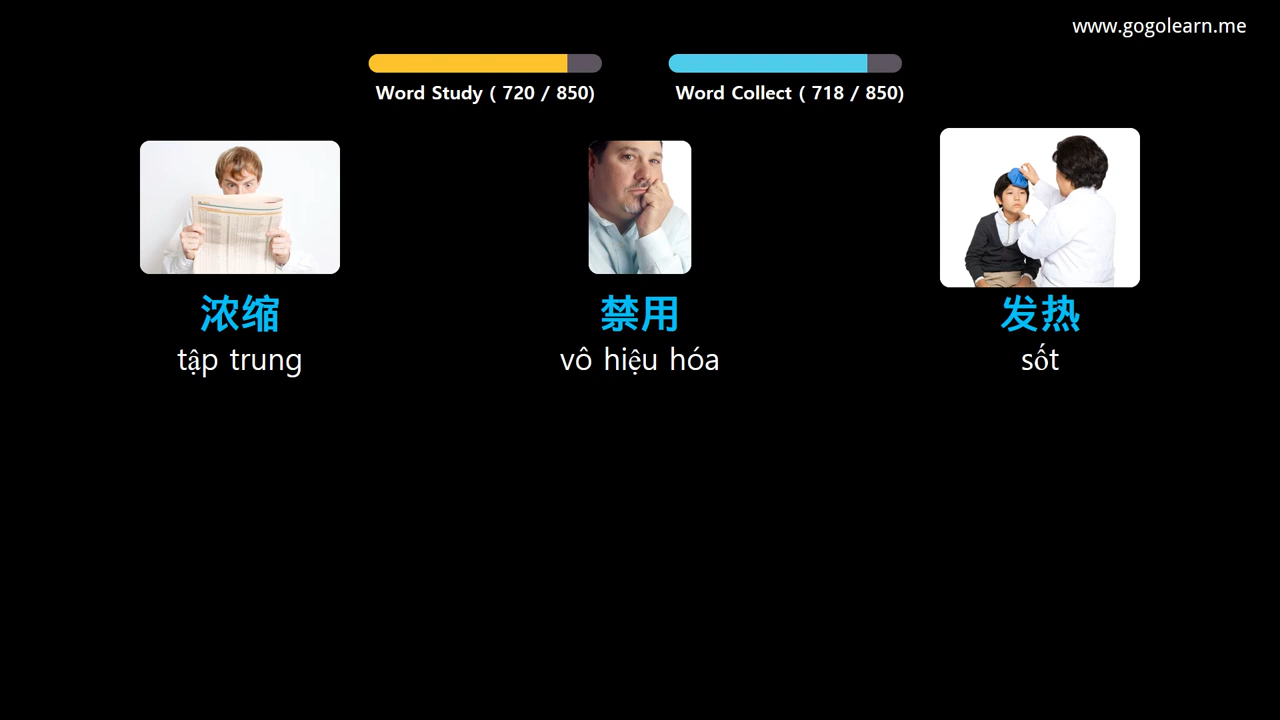 www.gogolearn.me
Word Study ( 720 / 850)
Word Collect ( 718 / 850)
浓缩
tập trung
禁用
vô hiệu hóa
发热
sốt